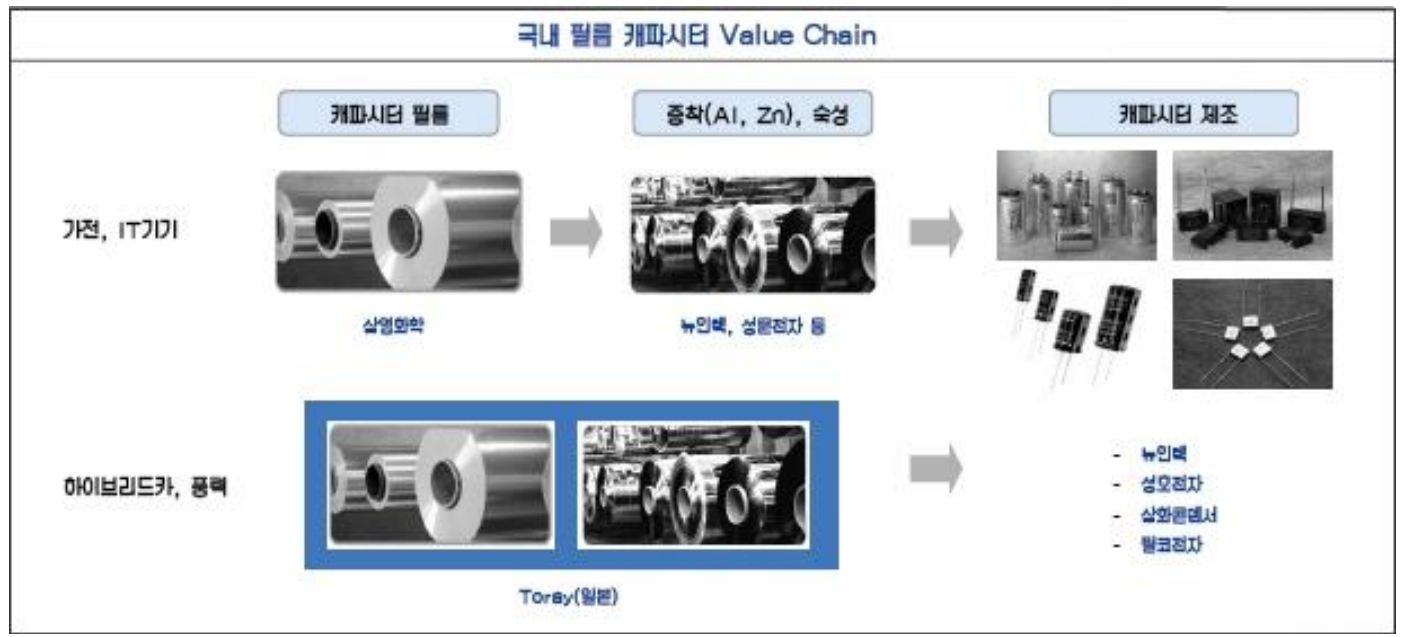 국내 필름 캐파시터 Value Chain
캐파시터 필름
증착(Al, Zn), 숙성
캐파시터 제조
가전, IT기기
삼영화학
뉴인텍, 성문전자 등
하이브리드카, 풍력
- 뉴인텍
- 성호전자
- 삼화콘덴서
- 필코전자
Toray(일본)